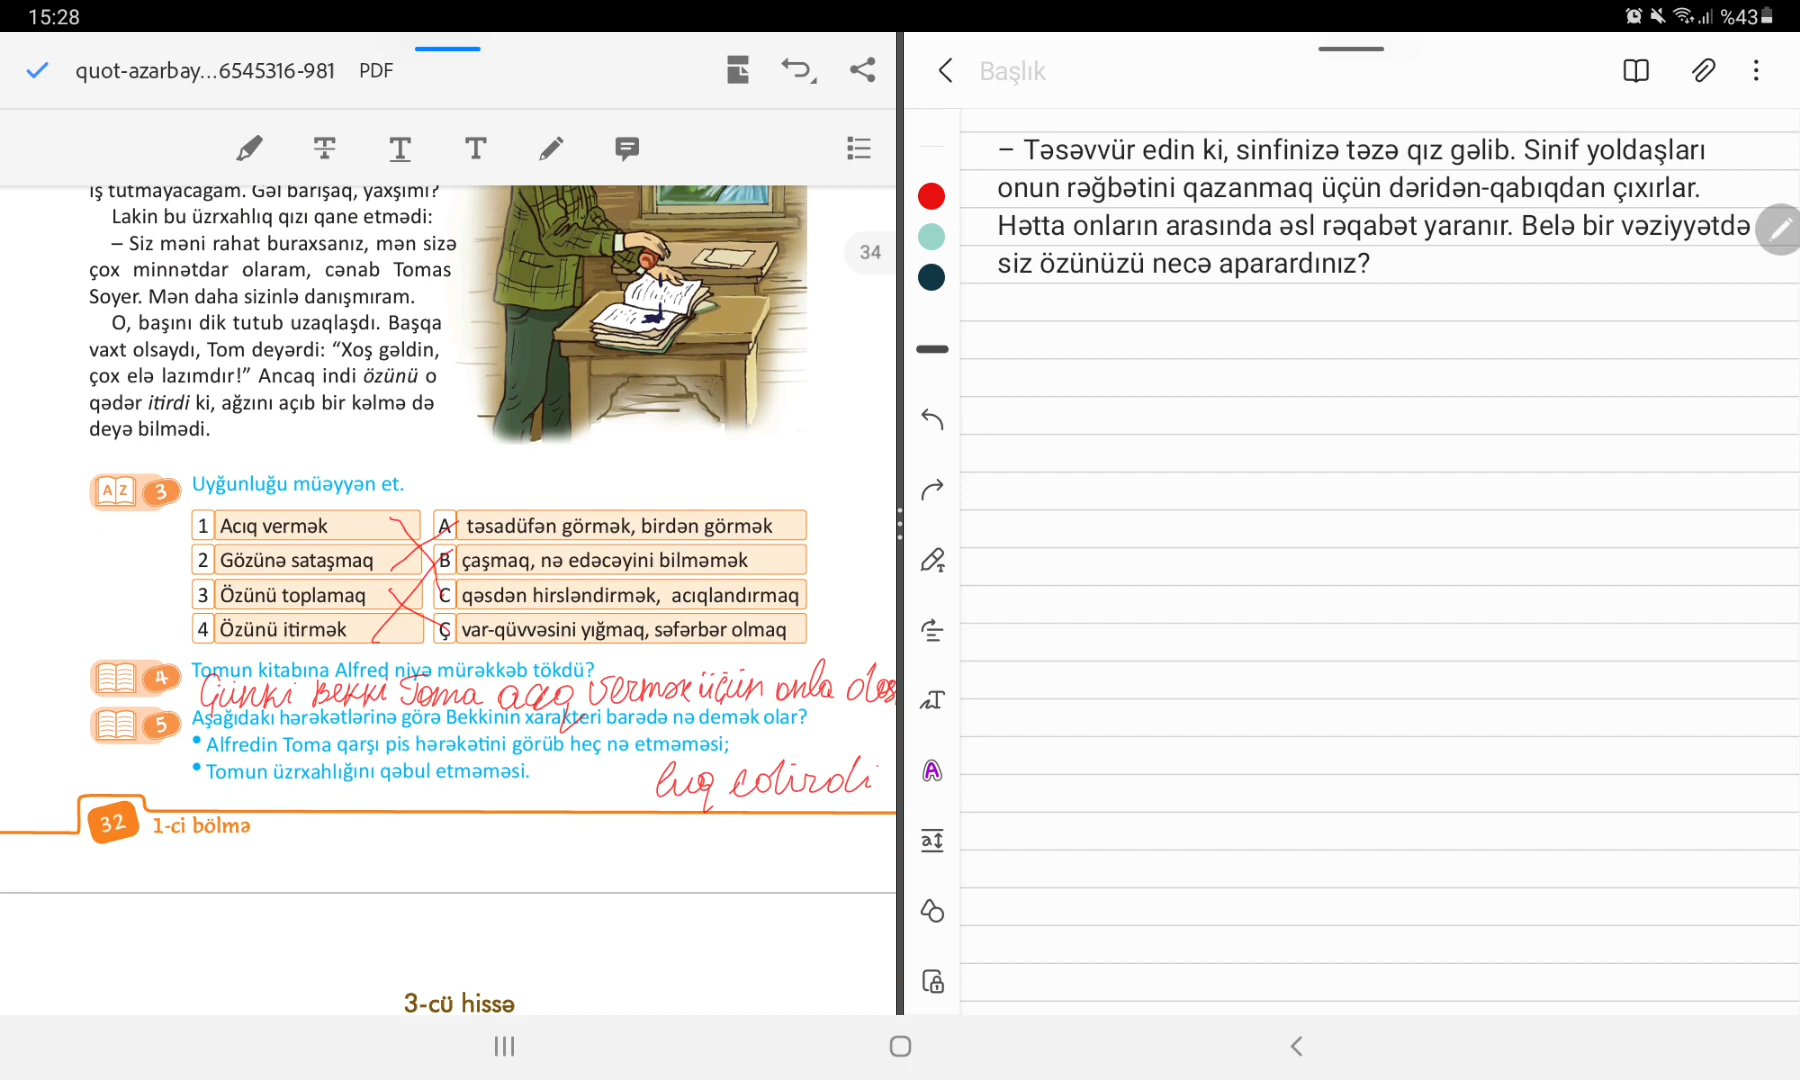 15:28
%43
quot-azarbay...6545316-981 PDF
34
iş tutmayacağam. Gəl barışaq, yaxşımı?
Lakin bu üzrxahlıq qızı qane etmədi:
– Siz məni rahat buraxsanız, mən sizə
çox minnətdar olaram, cənab Tomas
Soyer. Mən daha sizinlə danışmıram.
O, başını dik tutub uzaqlaşdı. Başqa
vaxt olsaydı, Tom deyərdi: “Xoş gəldin,
çox elə lazımdır!” Ancaq indi özünü o
qədər itirdi ki, ağzını açıb bir kəlmə də
deyə bilmədi.
A Z 3 Uyğunluğu müəyyən et.
1 Acıq vermək A təsadüfən görmək, birdən görmək
2 Gözünə sataşmaq B çaşmaq, nə edəcəyini bilməmək
3 Özünü toplamaq C qəsdən hirsləndirmək, acıqlandırmaq
4 Özünü itirmək Ç var-qüvvəsini yığmaq, səfərbər olmaq
4 Tomun kitabına Alfred niyə mürəkkəb tökdü?
Çünki Bekki Toma acıq vermək üçün onla dos
5 Aşağıdakı hərəkətlərinə görə Bekkinin xarakteri barədə nə demək olar?
• Alfredin Toma qarşı pis hərəkətini görüb heç nə etməməsi;
• Tomun üzrxahlığını qəbul etməməsi.
luq edirdi
32 1-ci bölmə
3-cü hissə
Başlık
– Təsəvvür edin ki, sinfinizə təzə qız gəlib. Sinif yoldaşları
onun rəğbətini qazanmaq üçün dəridən-qabıqdan çıxırlar.
Hətta onların arasında əsl rəqabət yaranır. Belə bir vəziyyətdə
siz özünüzü necə aparardınız?